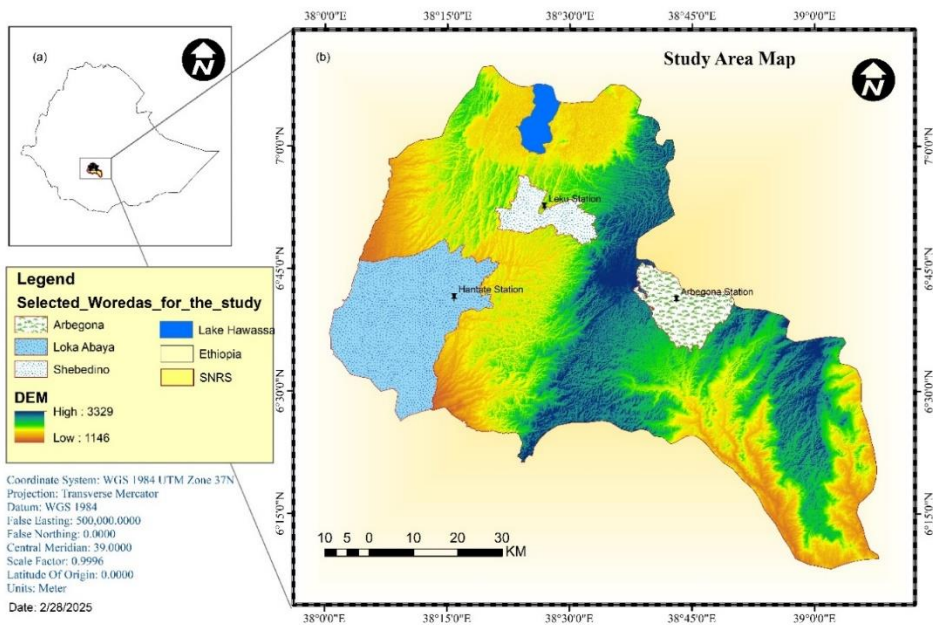 38°0'0"E 38°15'0"E 38°30'0"E 38°45'0"E 39°0'0"E
(a)
N
(b)
Study Area Map
N
7°0'0"N
7°0'0"N
Leku Station
6°45'0"N
6°45'0"N
Hantate Station
Arbegona Station
6°30'0"N
6°30'0"N
6°15'0"N
6°15'0"N
Legend
Selected_Woredas_for_the_study
Arbegona
Loka Abaya
Shebedino
Lake Hawassa
Ethiopia
SNRS
DEM
High : 3329
Low : 1146
Coordinate System: WGS 1984 UTM Zone 37N
Projection: Transverse Mercator
Datum: WGS 1984
False Easting: 500,000.0000
False Northing: 0.0000
Central Meridian: 39.0000
Scale Factor: 0.9996
Latitude Of Origin: 0.0000
Units: Meter
Date: 2/28/2025
10 5 0 10 20 30
KM
38°0'0"E 38°15'0"E 38°30'0"E 38°45'0"E 39°0'0"E